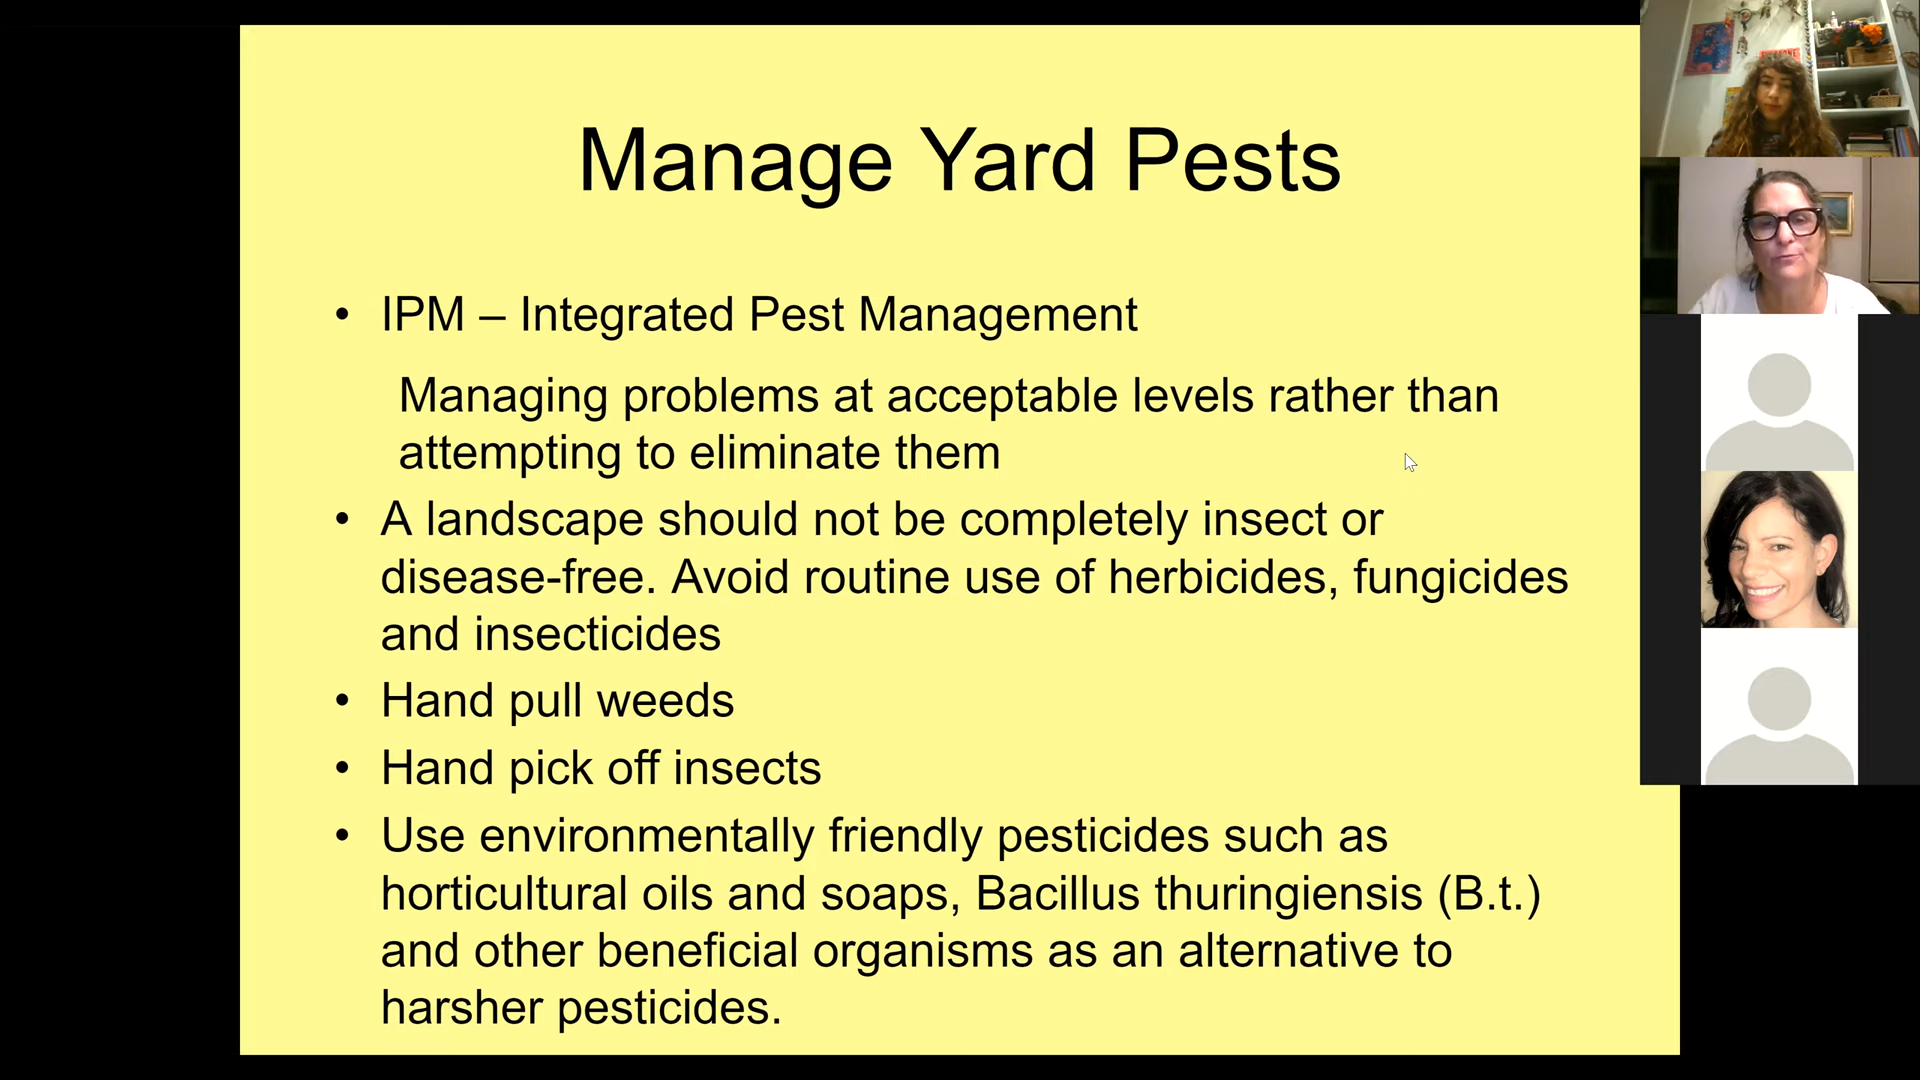 Manage Yard Pests
• IPM – Integrated Pest Management
Managing problems at acceptable levels rather than
attempting to eliminate them
• A landscape should not be completely insect or
disease-free. Avoid routine use of herbicides, fungicides
and insecticides
• Hand pull weeds
• Hand pick off insects
• Use environmentally friendly pesticides such as
horticultural oils and soaps, Bacillus thuringiensis (B.t.)
and other beneficial organisms as an alternative to
harsher pesticides.